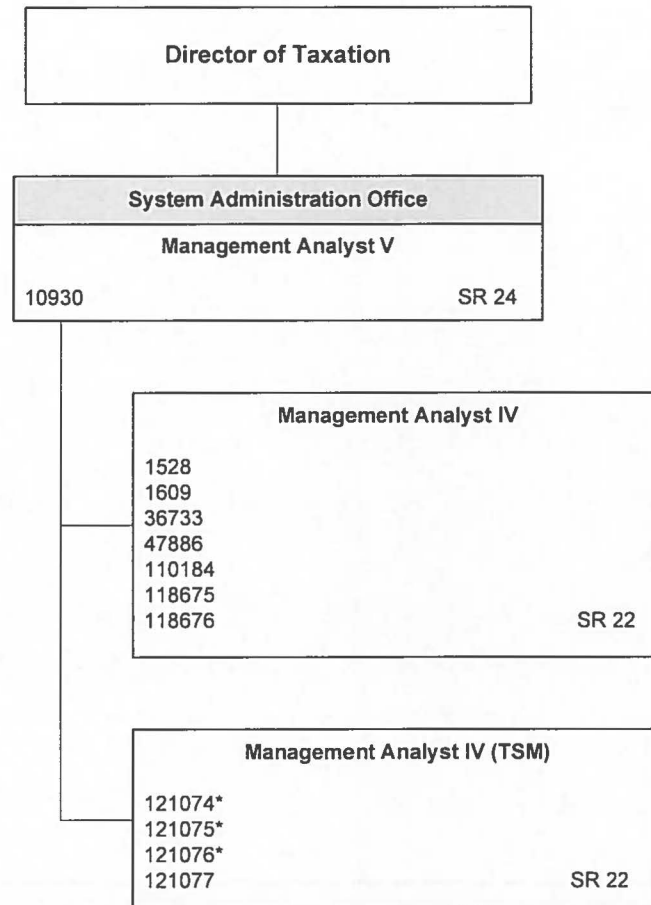 Director of Taxation
System Administration Office
Management Analyst V
10930 SR 24
Management Analyst IV
1528
1609
36733
47886
110184
118675
118676 SR 22
Management Analyst IV (TSM)
121074*
121075*
121076*
121077 SR 22